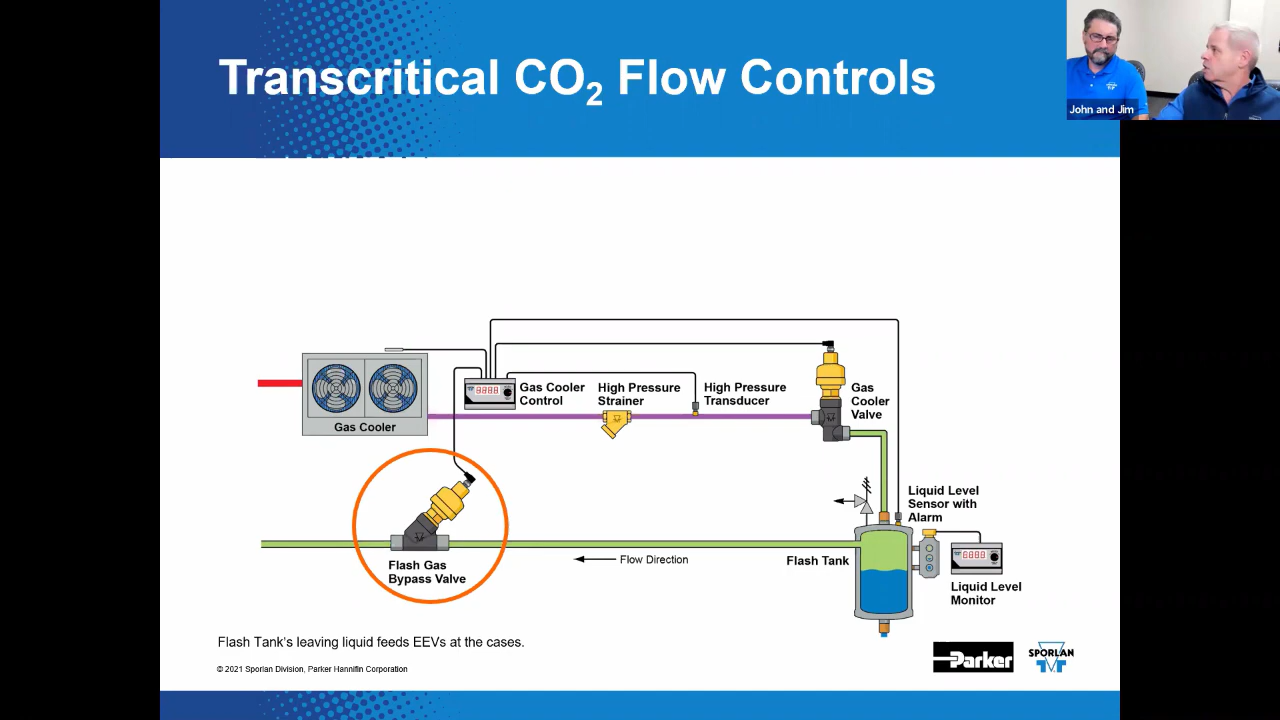 Transcritical CO2 Flow Controls
John and Jim
Gas Cooler
Gas Cooler
Control
High Pressure
Strainer
High Pressure
Transducer
Gas
Cooler
Valve
Liquid Level
Sensor with
Alarm
Flash Gas
Bypass Valve
Flow Direction
Flash Tank
Liquid Level
Monitor
Flash Tank's leaving liquid feeds EEVs at the cases.
© 2021 Sporlan Division, Parker Hannifin Corporation
Parker
SPORLAN